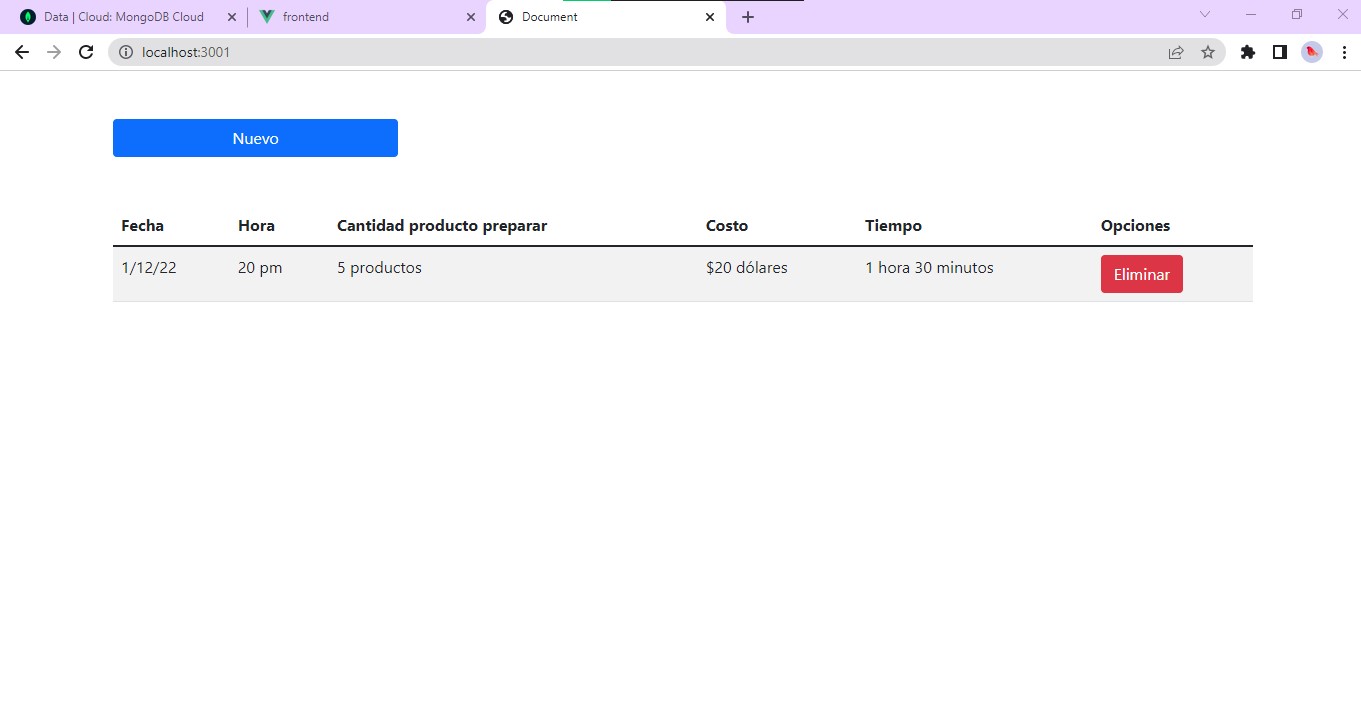 Data | Cloud: MongoDB Cloud frontend Document
localhost:3001
Nuevo
Fecha Hora Cantidad producto preparar Costo Tiempo Opciones
1/12/22 20 pm 5 productos $20 dólares 1 hora 30 minutos Eliminar